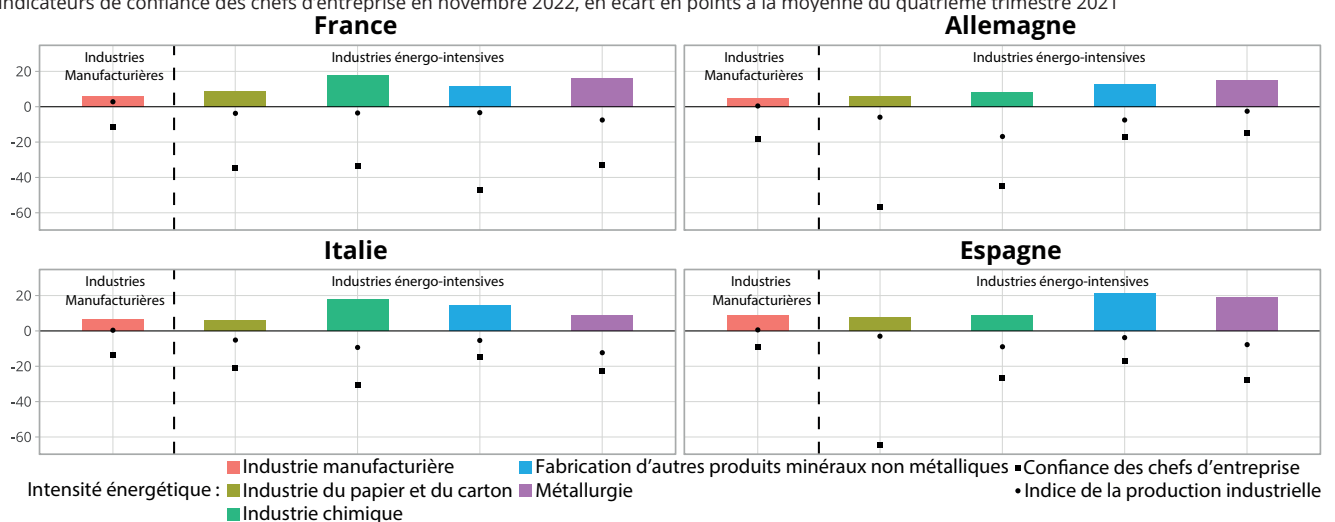 indicateurs de confiance des chefs d'entreprise en novembre 2022, en écart en points à la moyenne du quatrième trimestre 2021
France
Allemagne
Industries
Manufacturières
Industries énergo-intensives
Industries
Manufacturières
Industries énergo-intensives
20
0
-20
-40
-60
Italie
Espagne
Industries
Manufacturières
Industries énergo-intensives
Industries
Manufacturières
Industries énergo-intensives
20
0
-20
-40
-60
Intensité énergétique :
Industrie manufacturière
Industrie du papier et du carton
Industrie chimique
Fabrication d'autres produits minéraux non métalliques
Métallurgie
Confiance des chefs d'entreprise
Indice de la production industrielle